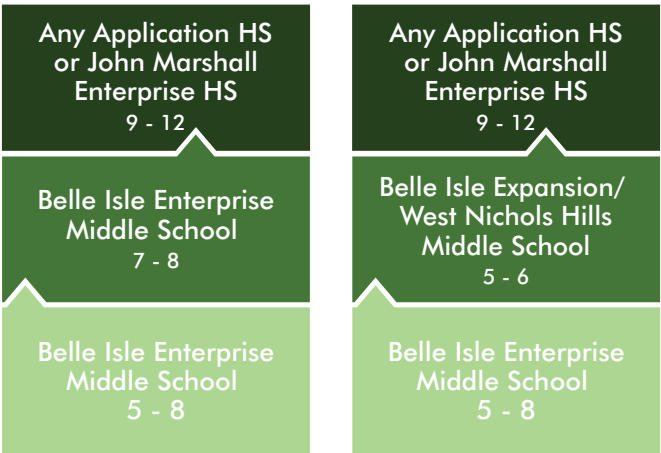 Any Application HS
or John Marshall
Enterprise HS
9 - 12
Belle Isle Enterprise
Middle School
7 - 8
Belle Isle Enterprise
Middle School
5 - 8
Any Application HS
or John Marshall
Enterprise HS
9 - 12
Belle Isle Expansion/
West Nichols Hills
Middle School
5 - 6
Belle Isle Enterprise
Middle School
5 - 8